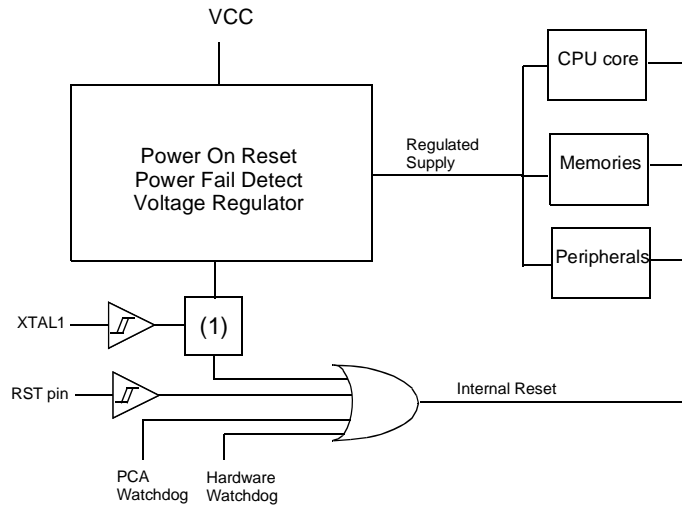 VCC
CPU core
Power On Reset
Power Fail Detect
Voltage Regulator
Regulated
Supply
Memories
Peripherals
XTAL1
(1)
RST pin
Internal Reset
PCA
Watchdog
Hardware
Watchdog